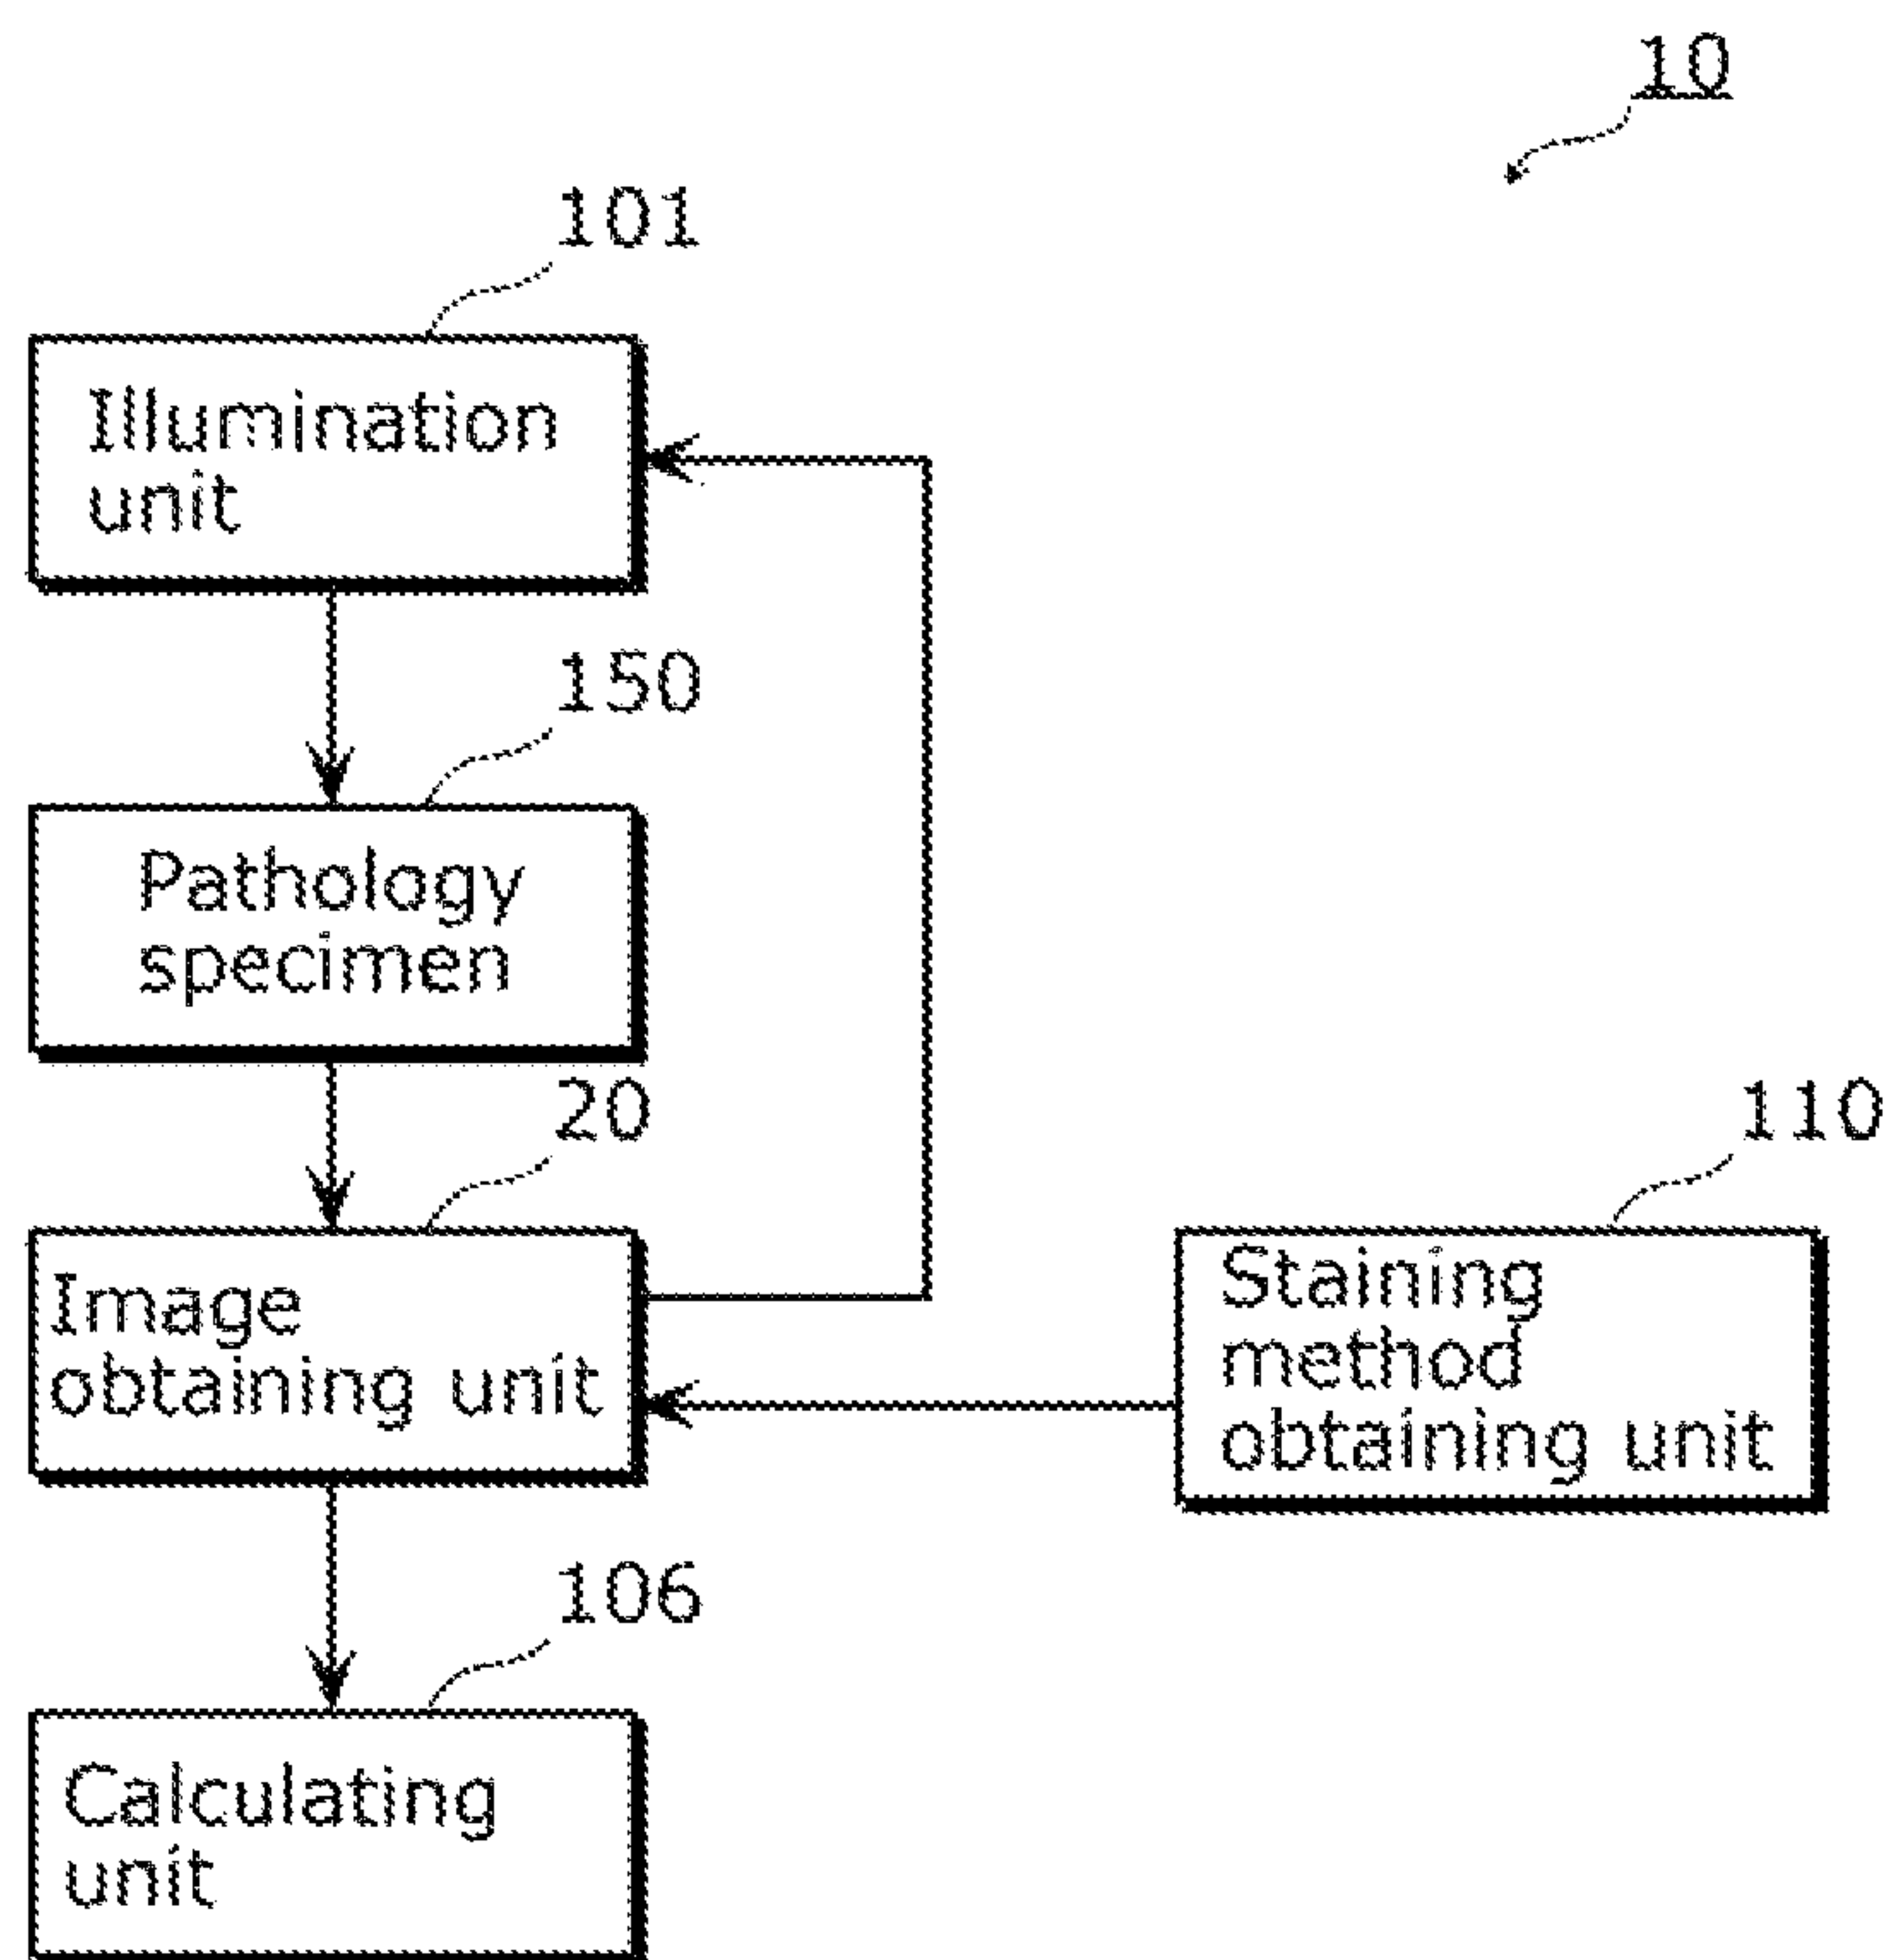 10
101
Illumination
unit
150
Pathology
specimen
20
110
Image
obtaining unit
Staining
method
obtaining unit
106
Calculating
unit